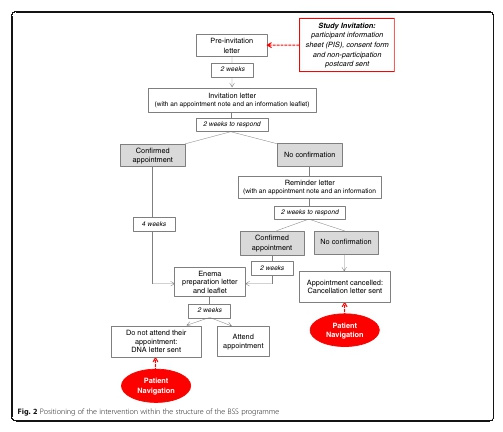 Study Invitation:
participant information
sheet (PIS), consent form
and non-participation
postcard sent
Pre-invitation
letter
2 weeks
Invitation letter
(with an appointment note and an information leaflet)
2 weeks to respond
Confirmed
appointment
No confirmation
Reminder letter
(with an appointment note and an information
2 weeks to respond
4 weeks
Confirmed
appointment
No confirmation
2 weeks
Enema
preparation letter
and leaflet
Appointment cancelled:
Cancellation letter sent
2 weeks
Patient
Navigation
Do not attend their
appointment:
DNA letter sent
Attend
appointment
Patient
Navigation
Fig. 2 Positioning of the intervention within the structure of the BSS programme